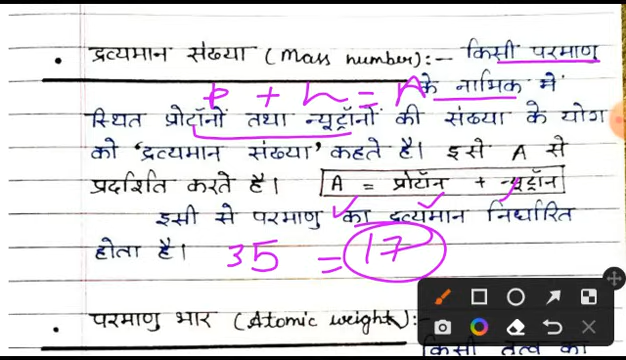 • द्रव्यमान संख्या (Mass number):- किसी परमाणु
p + n = A के नाभिक में
स्थित प्रोटॉनों तथा न्यूट्रॉनों की संख्या के योग
को 'द्रव्यमान संख्या' कहते है। इसे A से
प्रदर्शित करते है। A = प्रोटॉन + न्यूट्रॉन
इसी से परमाणु का द्रव्यमान निर्धारित
होता है। 35 = 17
• परमाणु भार (Atomic weight):-
किसी तत्व का